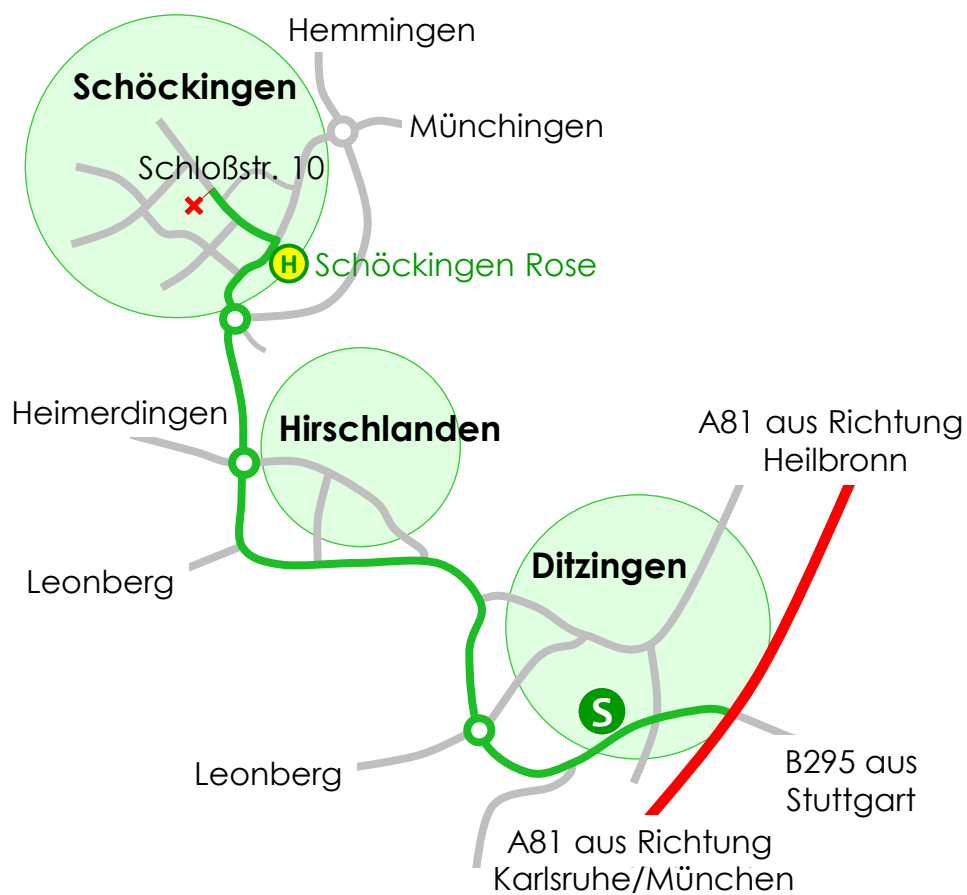 Hemmingen
Schöckingen
Münchingen
Schloßstr. 10
H
Schöckingen Rose
Heimerdingen
Hirschlanden
A81 aus Richtung
Heilbronn
Leonberg
Ditzingen
S
Leonberg
B295 aus
Stuttgart
A81 aus Richtung
Karlsruhe/München